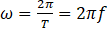 ω = 2π/T = 2πf